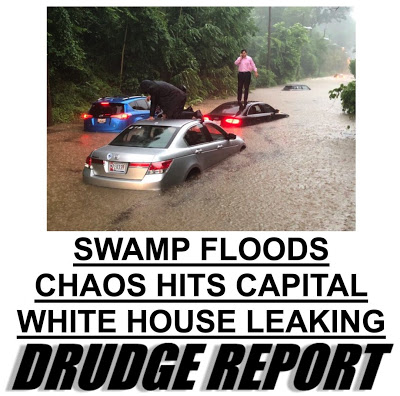 SWAMP FLOODS
CHAOS HITS CAPITAL
WHITE HOUSE LEAKING
DRUDGE REPORT